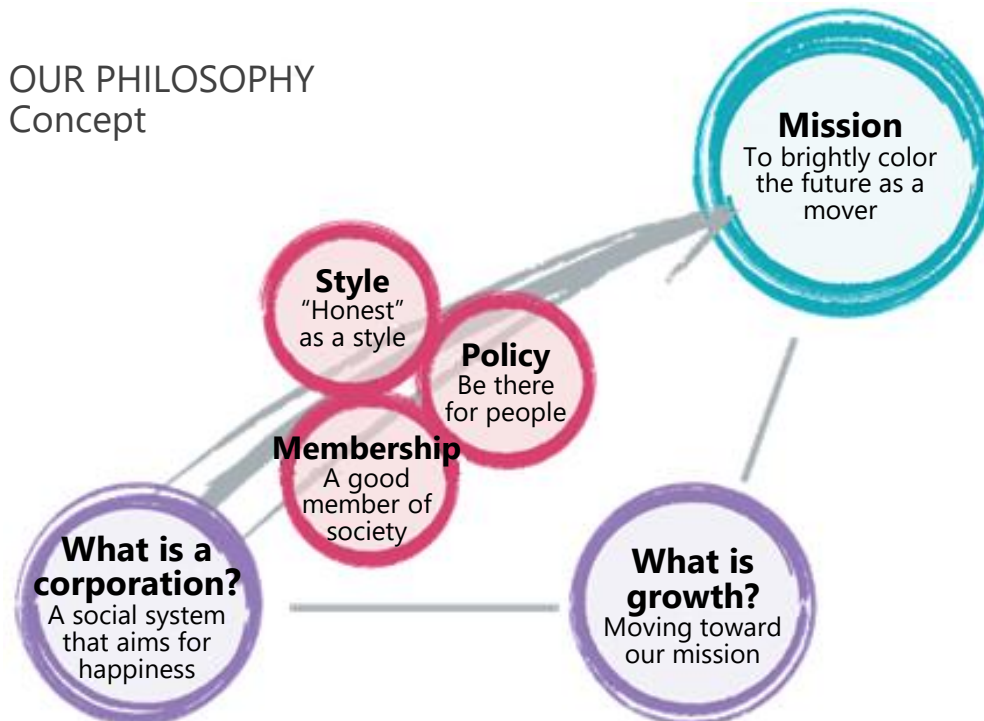 OUR PHILOSOPHY
Concept
Mission
To brightly color
the future as a
mover
Style
“Honest”
as a style
Policy
Be there
for people
Membership
A good
member of
society
What is a
corporation?
A social system
that aims for
happiness
What is
growth?
Moving toward
our mission